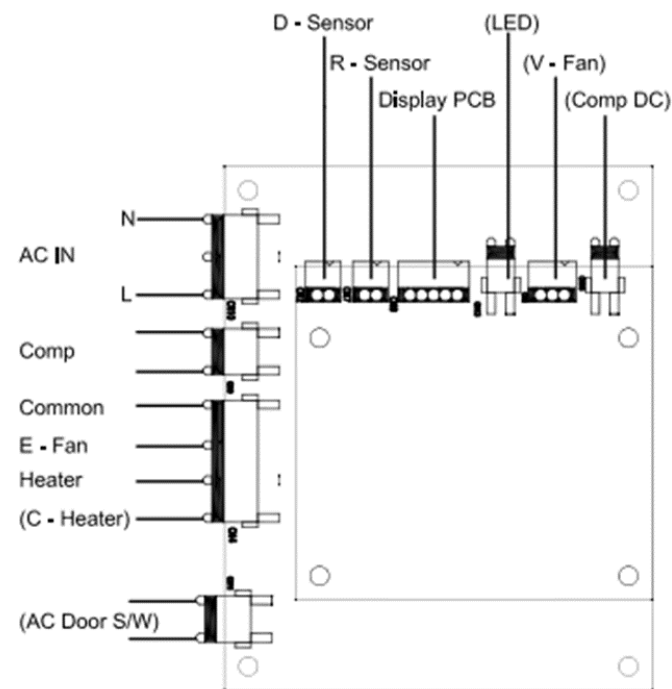 D - Sensor
(LED)
R - Sensor
(V - Fan)
Display PCB
(Comp DC)
N
AC IN
L
Comp
Common
E - Fan
Heater
(C - Heater)
(AC Door S/W)